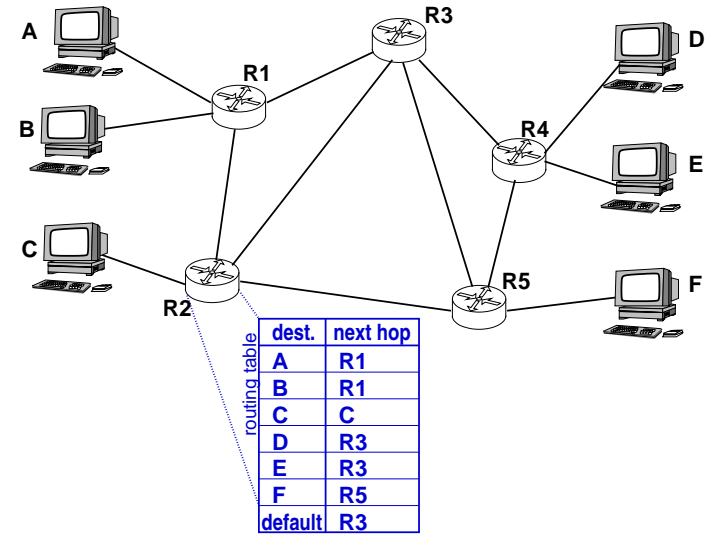 R3
A
D
R1
B
R4
E
C
R5
F
R2
routing table
dest. next hop
A R1
B R1
C C
D R3
E R3
F R5
default R3